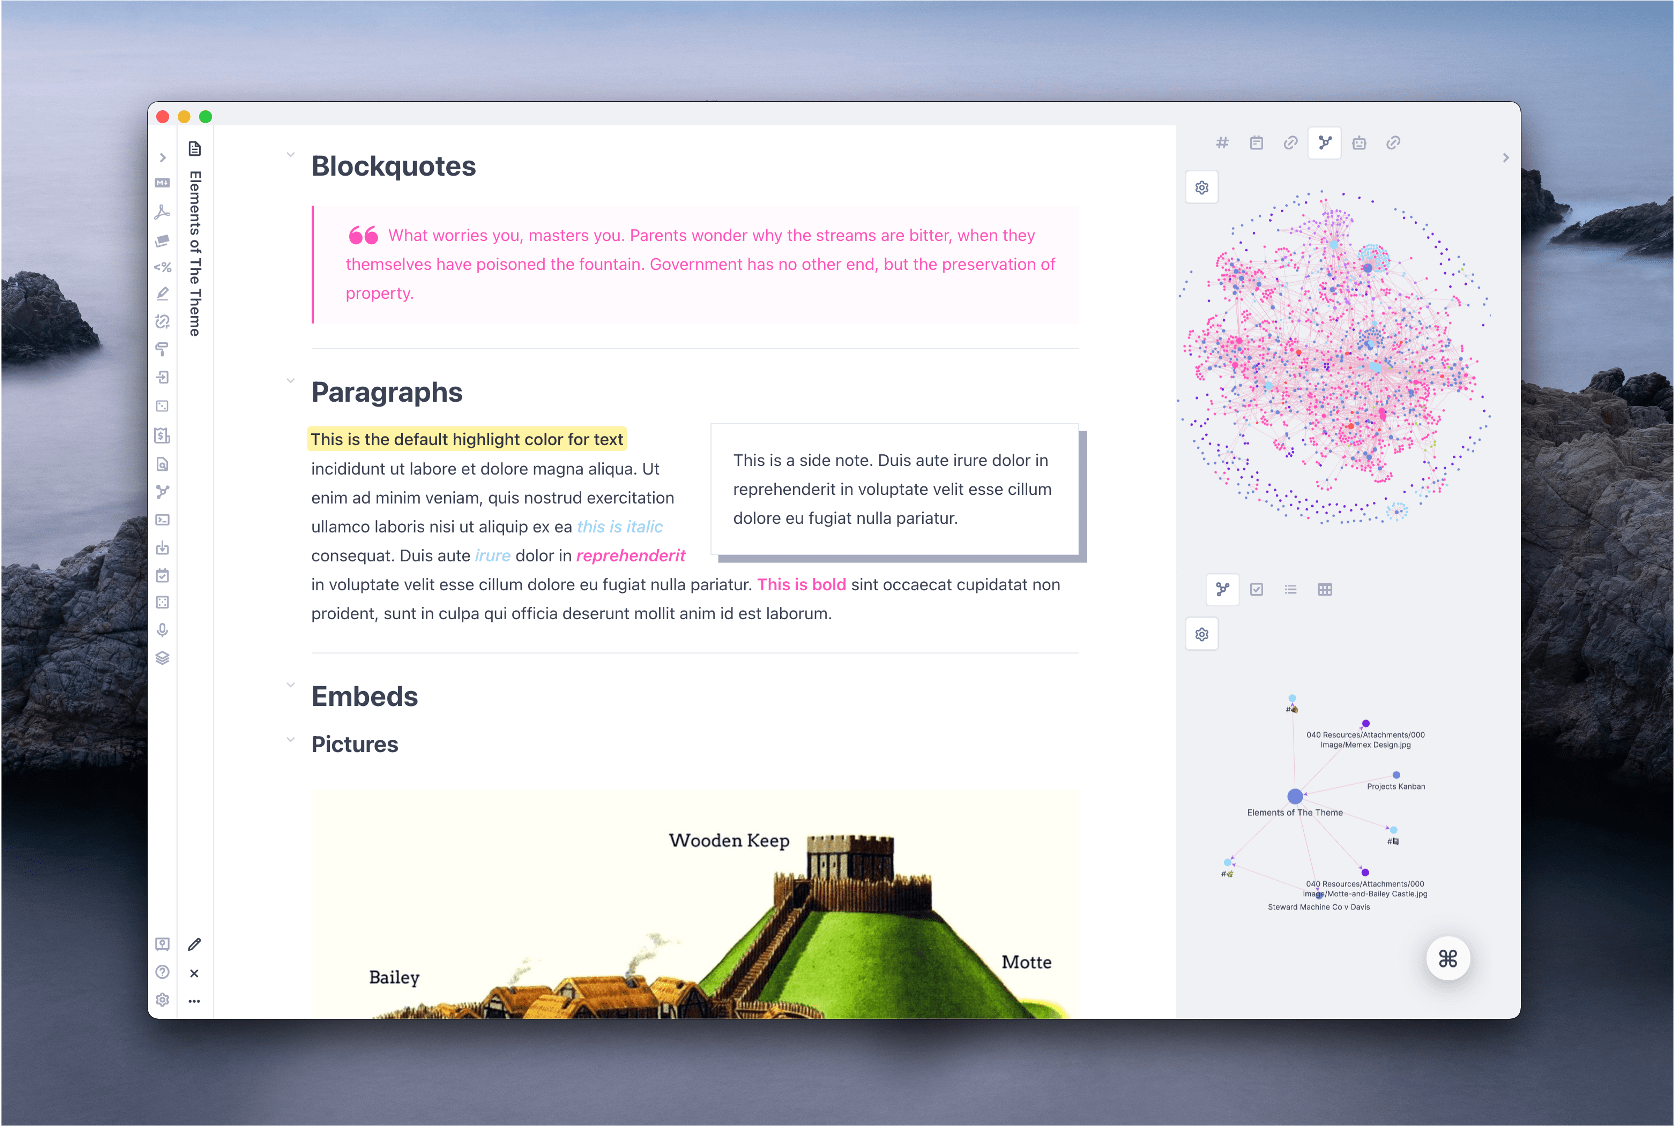 Elements of The Theme
Blockquotes
What worries you, masters you. Parents wonder why the streams are bitter, when they
themselves have poisoned the fountain. Government has no other end, but the preservation of
property.
Paragraphs
This is the default highlight color for text
incididunt ut labore et dolore magna aliqua. Ut
enim ad minim veniam, quis nostrud exercitation
ullamco laboris nisi ut aliquip ex ea this is italic
consequat. Duis aute irure dolor in reprehenderit
in voluptate velit esse cillum dolore eu fugiat nulla pariatur. This is bold sint occaecat cupidatat non
proident, sunt in culpa qui officia deserunt mollit anim id est laborum.
This is a side note. Duis aute irure dolor in
reprehenderit in voluptate velit esse cillum
dolore eu fugiat nulla pariatur.
Embeds
Pictures
Wooden Keep
Bailey
Motte
040 Resources/Attachments/000
Image/Memex Design.jpg
Projects Kanban
Elements of The Theme
040 Resources/Attachments/000
Image/Motte-and-Bailey Castle.jpg
Steward Machine Co v Davis